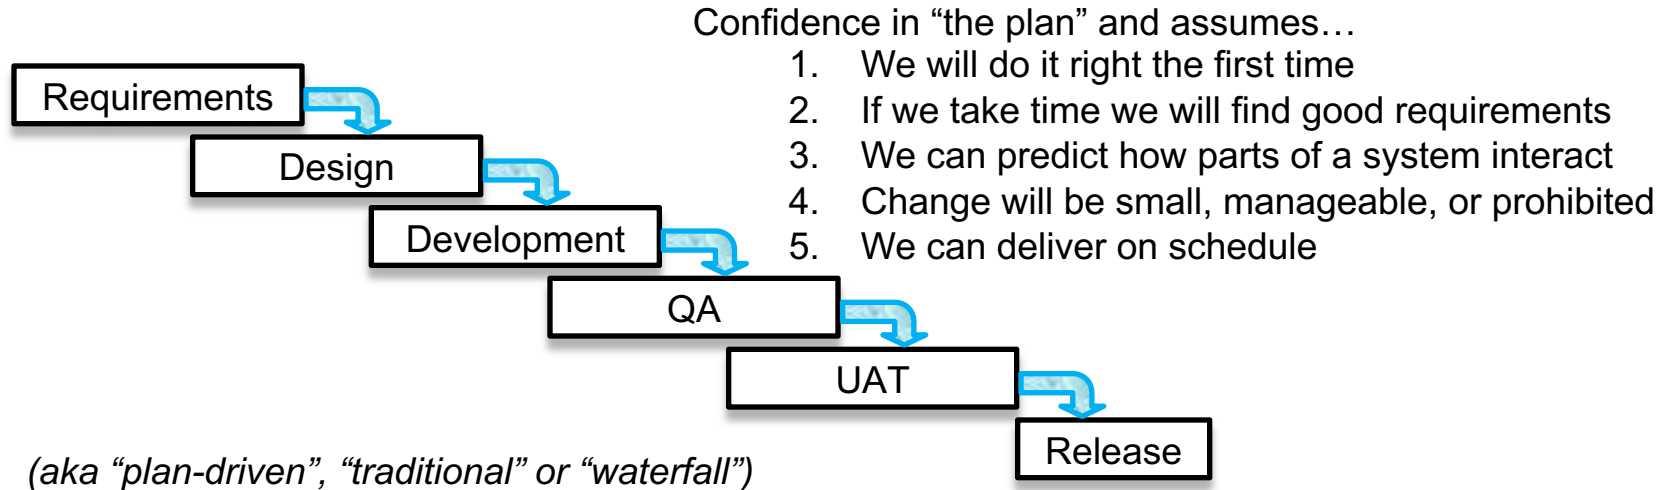 Confidence in “the plan” and assumes…
1. We will do it right the first time
2. If we take time we will find good requirements
3. We can predict how parts of a system interact
4. Change will be small, manageable, or prohibited
5. We can deliver on schedule
Requirements
Design
Development
QA
UAT
Release
(aka “plan-driven”, “traditional” or “waterfall”)